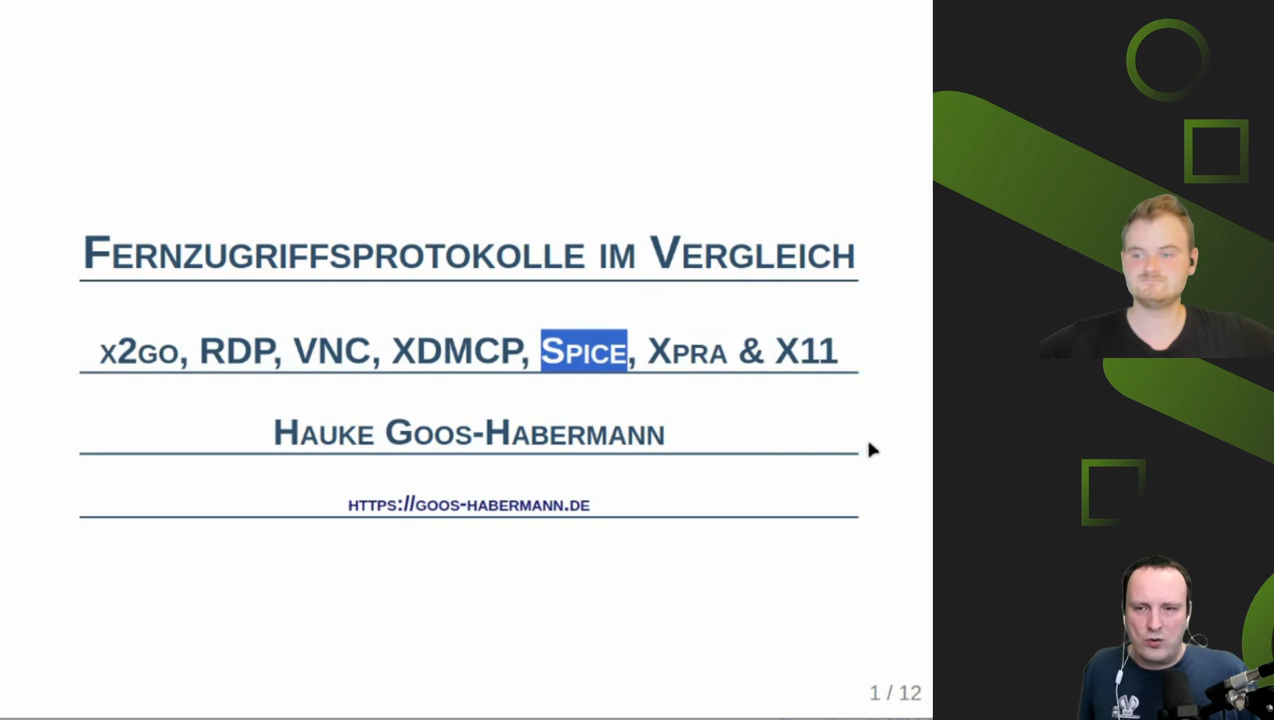 Fernzugriffsprotokolle im Vergleich
x2go, RDP, VNC, XDMCP, Spice, Xpra & X11
Hauke Goos-Habermann
https://goos-habermann.de
1 / 12